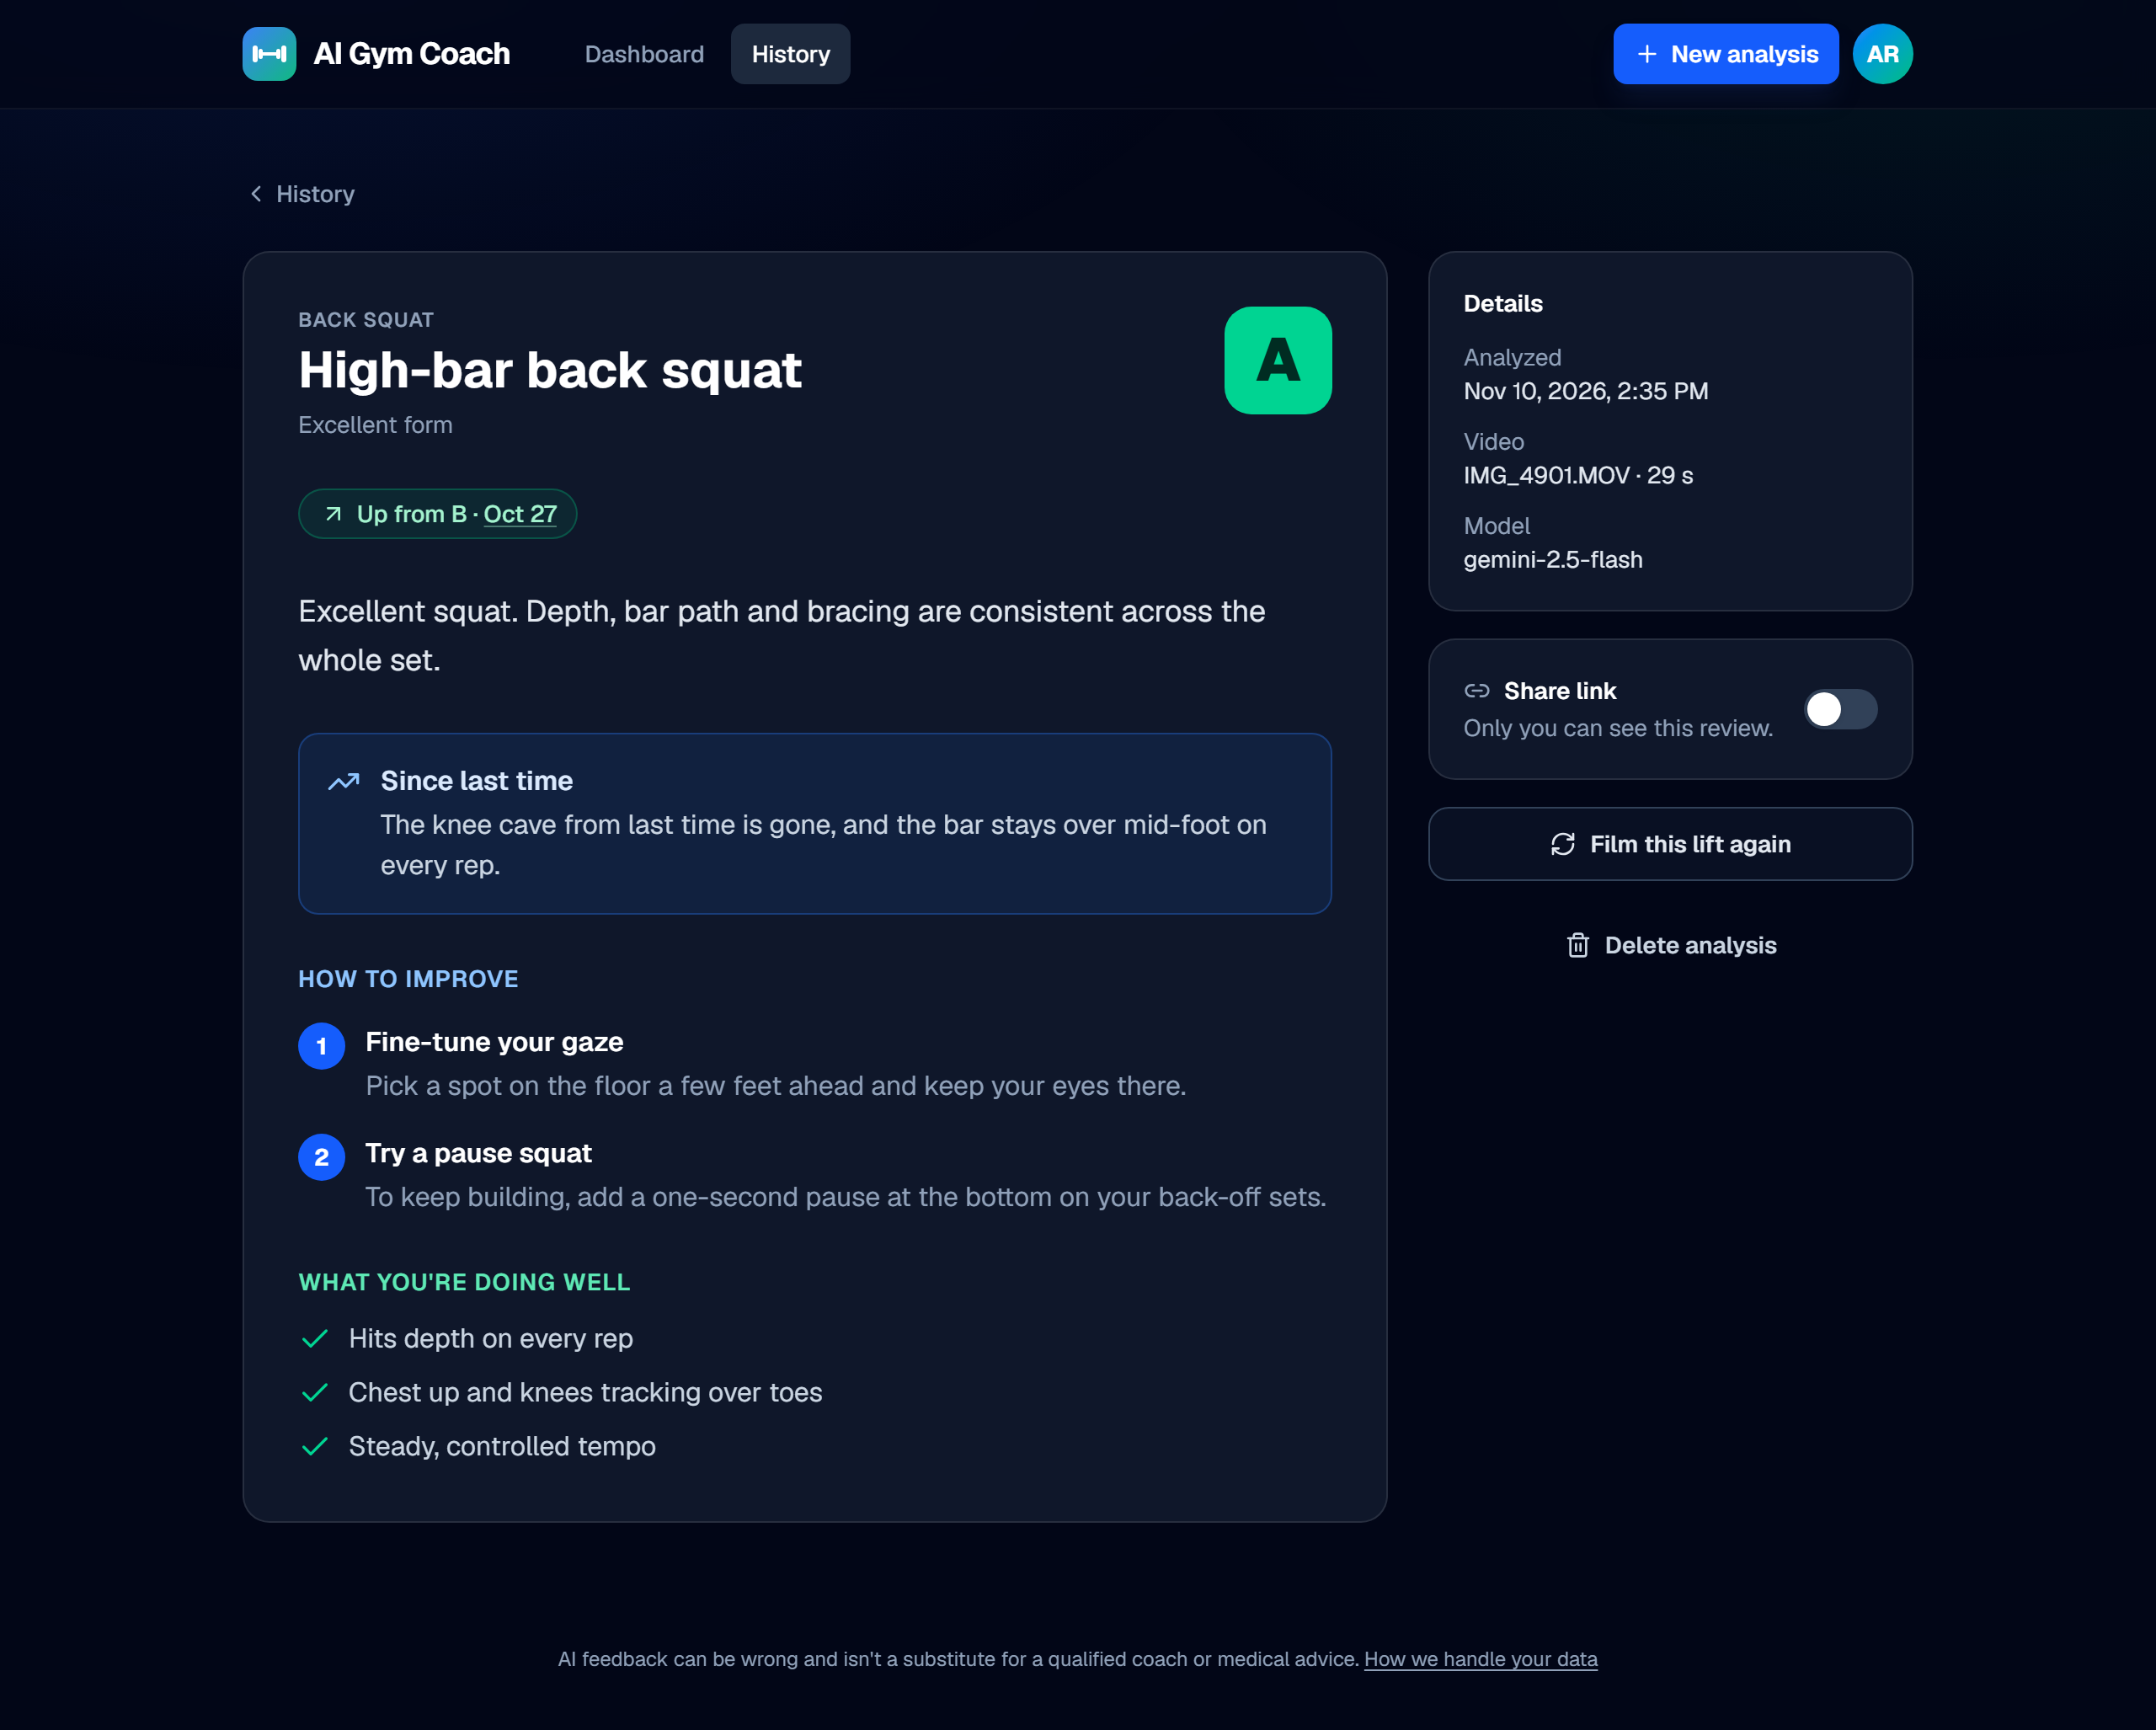 AI Gym Coach
Dashboard
History
New analysis
AR
History
BACK SQUAT
High-bar back squat
Excellent form
A
Up from B · Oct 27
Excellent squat. Depth, bar path and bracing are consistent across the
whole set.
Since last time
The knee cave from last time is gone, and the bar stays over mid-foot on
every rep.
HOW TO IMPROVE
1
Fine-tune your gaze
Pick a spot on the floor a few feet ahead and keep your eyes there.
2
Try a pause squat
To keep building, add a one-second pause at the bottom on your back-off sets.
WHAT YOU'RE DOING WELL
Hits depth on every rep
Chest up and knees tracking over toes
Steady, controlled tempo
Details
Analyzed
Nov 10, 2026, 2:35 PM
Video
IMG_4901.MOV · 29 s
Model
gemini-2.5-flash
Share link
Only you can see this review.
Film this lift again
Delete analysis
AI feedback can be wrong and isn't a substitute for a qualified coach or medical advice. How we handle your data